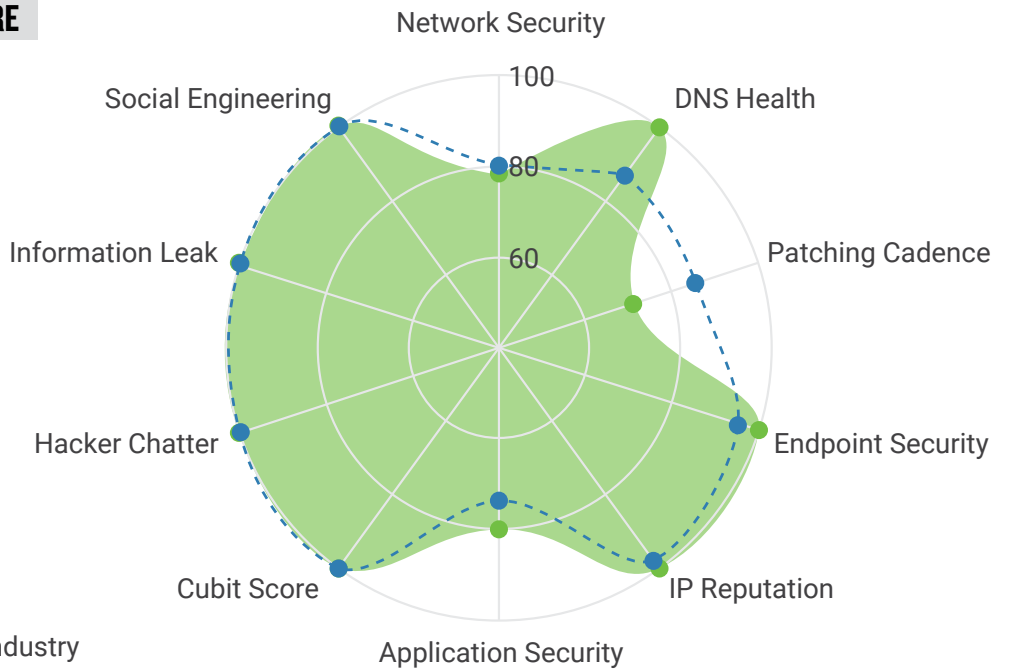 RE
Network Security
100
Social Engineering
DNS Health
80
Information Leak
60
Patching Cadence
Hacker Chatter
Endpoint Security
Cubit Score
IP Reputation
ndustry
Application Security